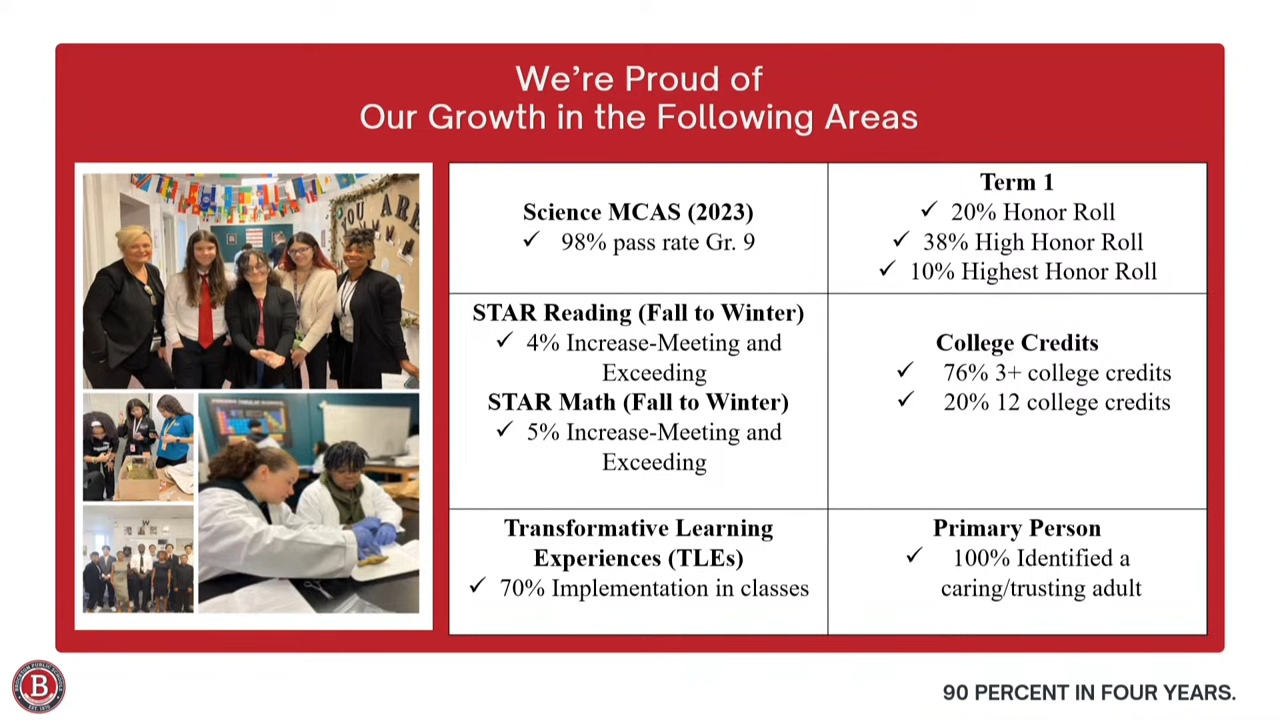 We're Proud of
Our Growth in the Following Areas
YOU ARE
Science MCAS (2023)
✓ 98% pass rate Gr. 9
Term 1
✓ 20% Honor Roll
✓ 38% High Honor Roll
✓ 10% Highest Honor Roll
STAR Reading (Fall to Winter)
✓ 4% Increase-Meeting and
Exceeding
STAR Math (Fall to Winter)
✓ 5% Increase-Meeting and
Exceeding
College Credits
✓ 76% 3+ college credits
✓ 20% 12 college credits
Transformative Learning
Experiences (TLEs)
✓ 70% Implementation in classes
Primary Person
✓ 100% Identified a
caring/trusting adult
W
B
90 PERCENT IN FOUR YEARS.